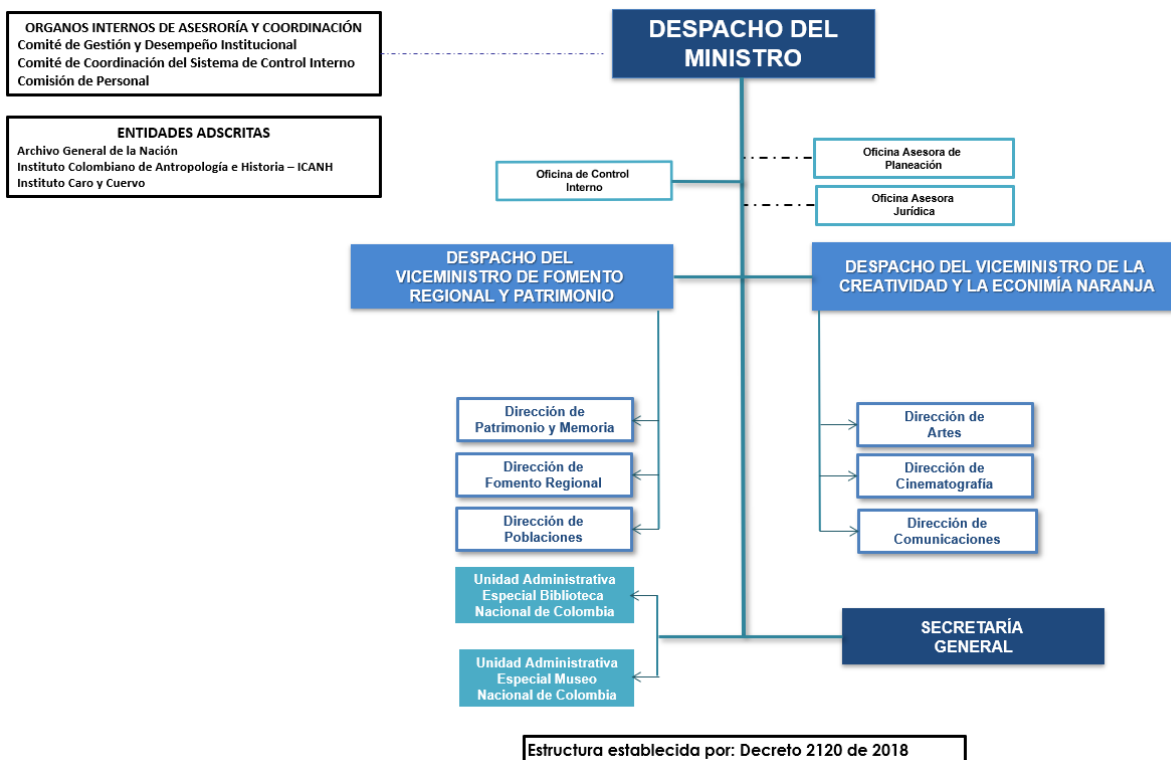 ORGANOS INTERNOS DE ASESRORÍA Y COORDINACIÓN
Comité de Gestión y Desempeño Institucional
Comité de Coordinación del Sistema de Control Interno
Comisión de Personal
DESPACHO DEL
MINISTRO
ENTIDADES ADSCRITAS
Archivo General de la Nación
Instituto Colombiano de Antropología e Historia – ICANH
Instituto Caro y Cuervo
Oficina de Control
Interno
Oficina Asesora de
Planeación
Oficina Asesora
Jurídica
DESPACHO DEL
VICEMINISTRO DE FOMENTO
REGIONAL Y PATRIMONIO
DESPACHO DEL VICEMINISTRO DE LA
CREATIVIDAD Y LA ECONIMÍA NARANJA
Dirección de
Patrimonio y Memoria
Dirección de
Fomento Regional
Dirección de
Poblaciones
Dirección de
Artes
Dirección de
Cinematografía
Dirección de
Comunicaciones
Unidad Administrativa
Especial Biblioteca
Nacional de Colombia
Unidad Administrativa
Especial Museo
Nacional de Colombia
SECRETARÍA
GENERAL
Estructura establecida por: Decreto 2120 de 2018